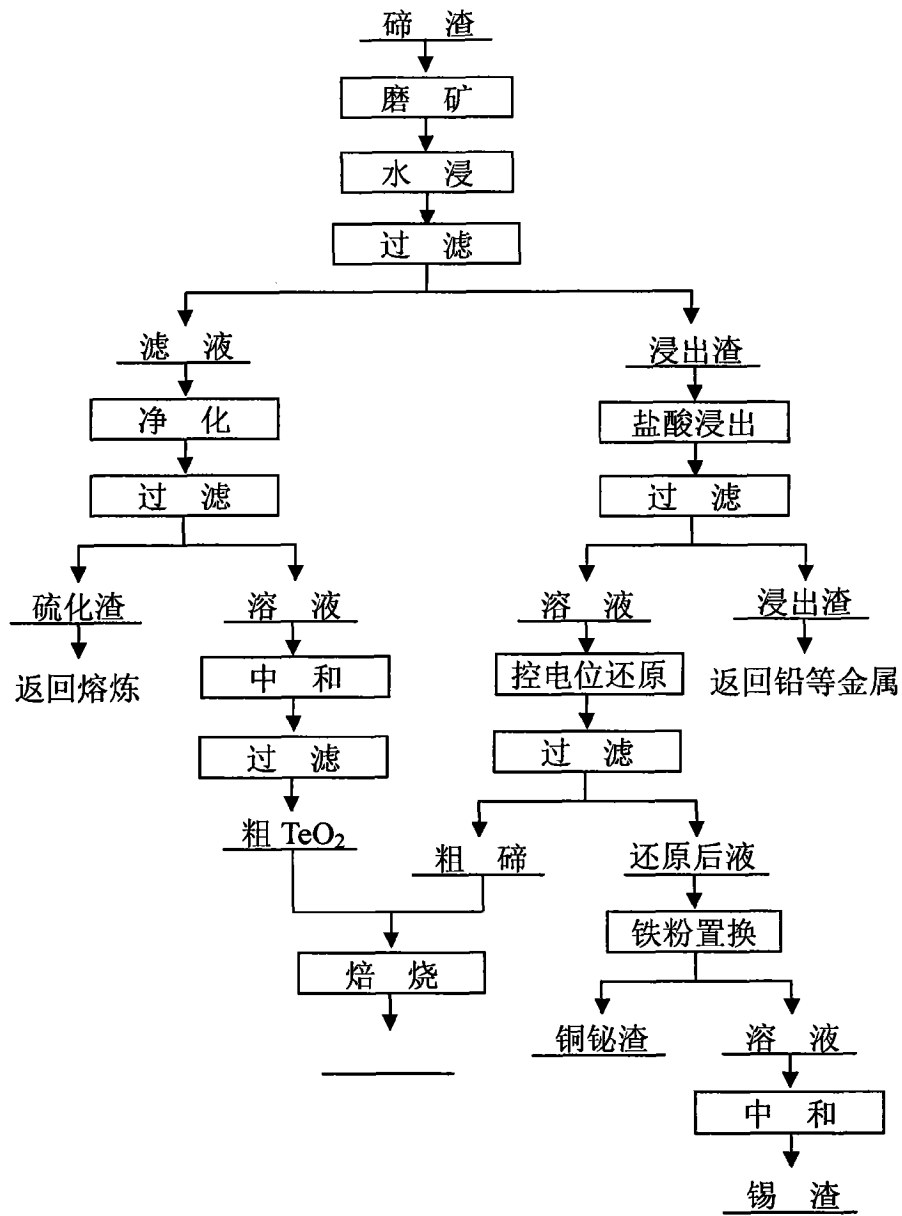 碲 渣
磨 矿
水 浸
过 滤
滤 液
浸出渣
净 化
盐酸浸出
过 滤
过 滤
硫化渣
溶 液
溶 液
浸出渣
返回熔炼
中 和
控电位还原
返回铅等金属
过 滤
过 滤
粗 TeO₂
粗 碲
还原后液
铁粉置换
焙 烧
铜铋渣
溶 液
中 和
锡 渣